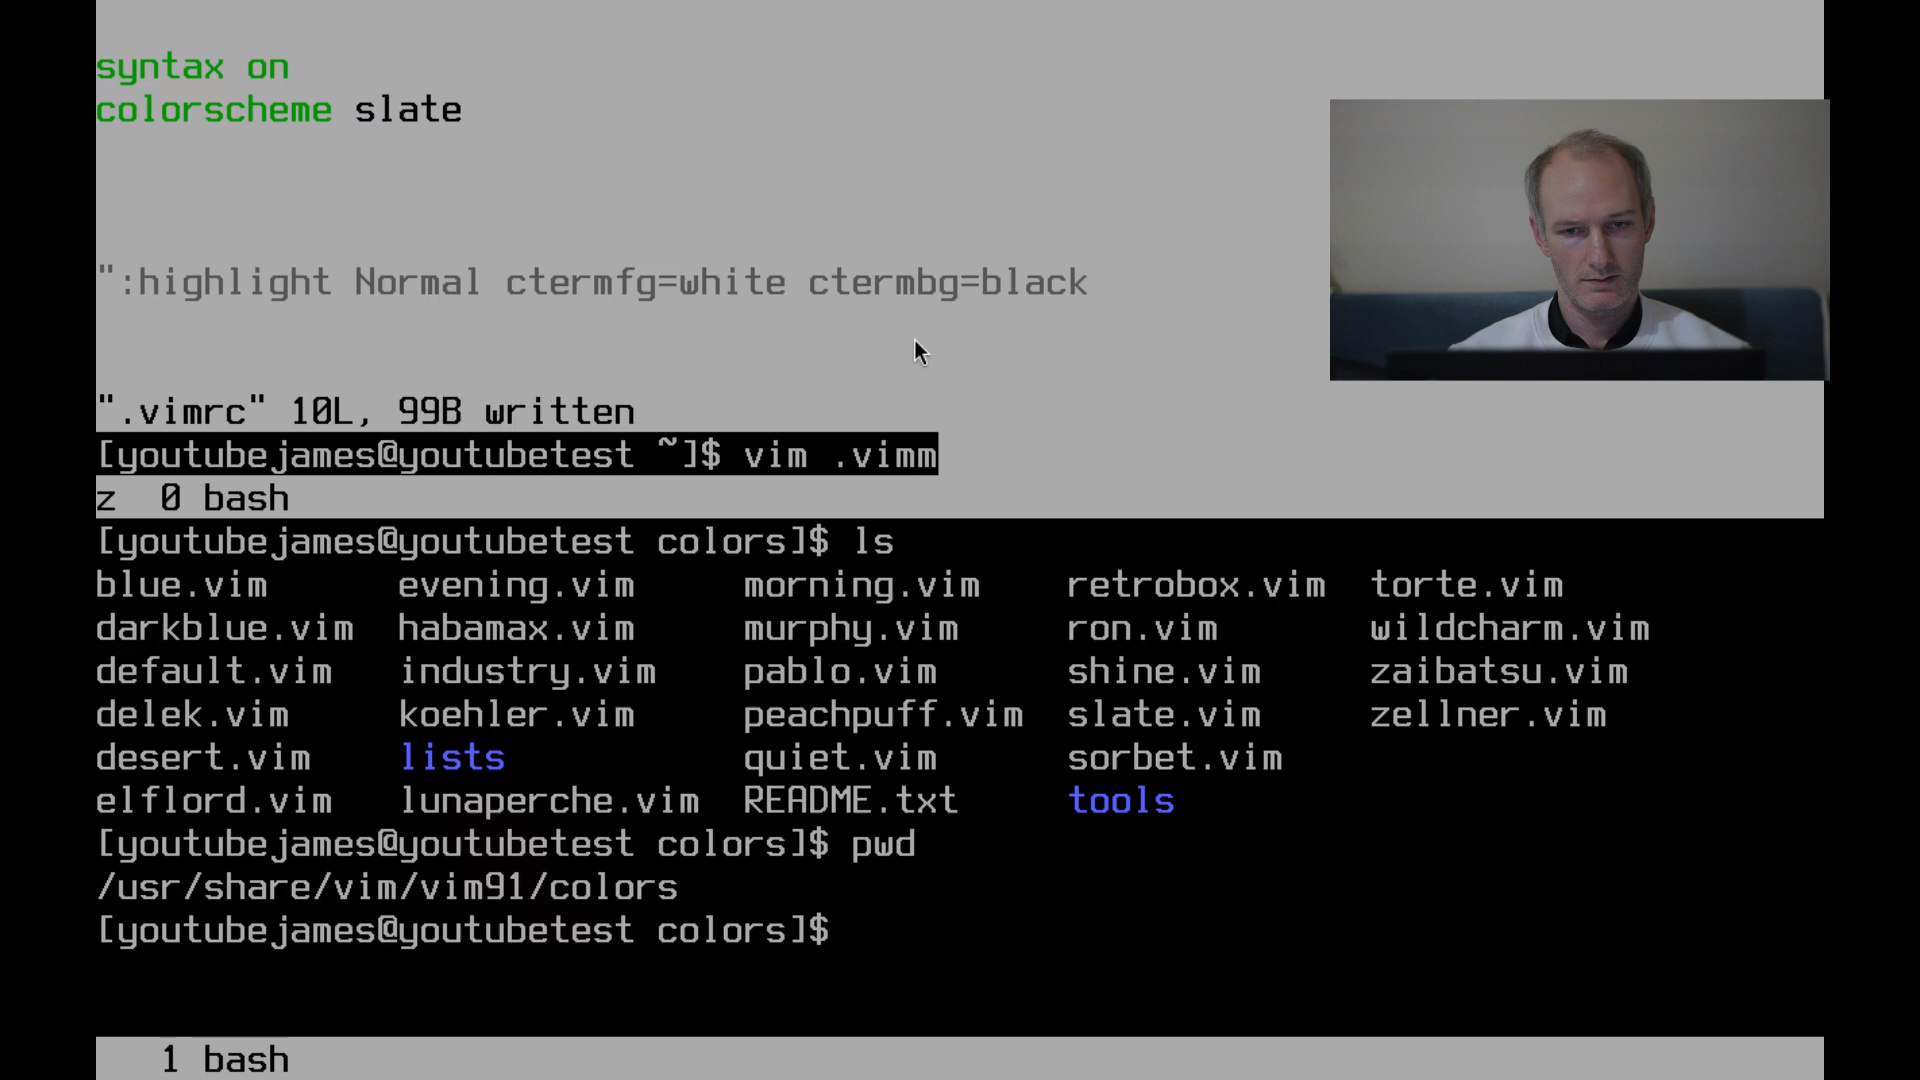 syntax on
colorscheme slate
":highlight Normal ctermfg=white ctermbg=black
".vimrc" 10L, 99B written
[youtubejames@youtubetest ~]$ vim .vimm
z  0 bash
[youtubejames@youtubetest colors]$ ls
blue.vim      evening.vim     morning.vim    retrobox.vim  torte.vim
darkblue.vim  habamax.vim     murphy.vim     ron.vim       wildcharm.vim
default.vim   industry.vim    pablo.vim      shine.vim     zaibatsu.vim
delek.vim     koehler.vim     peachpuff.vim  slate.vim     zellner.vim
desert.vim    lists           quiet.vim      sorbet.vim
elflord.vim   lunaperche.vim  README.txt     tools
[youtubejames@youtubetest colors]$ pwd
/usr/share/vim/vim91/colors
[youtubejames@youtubetest colors]$
1 bash